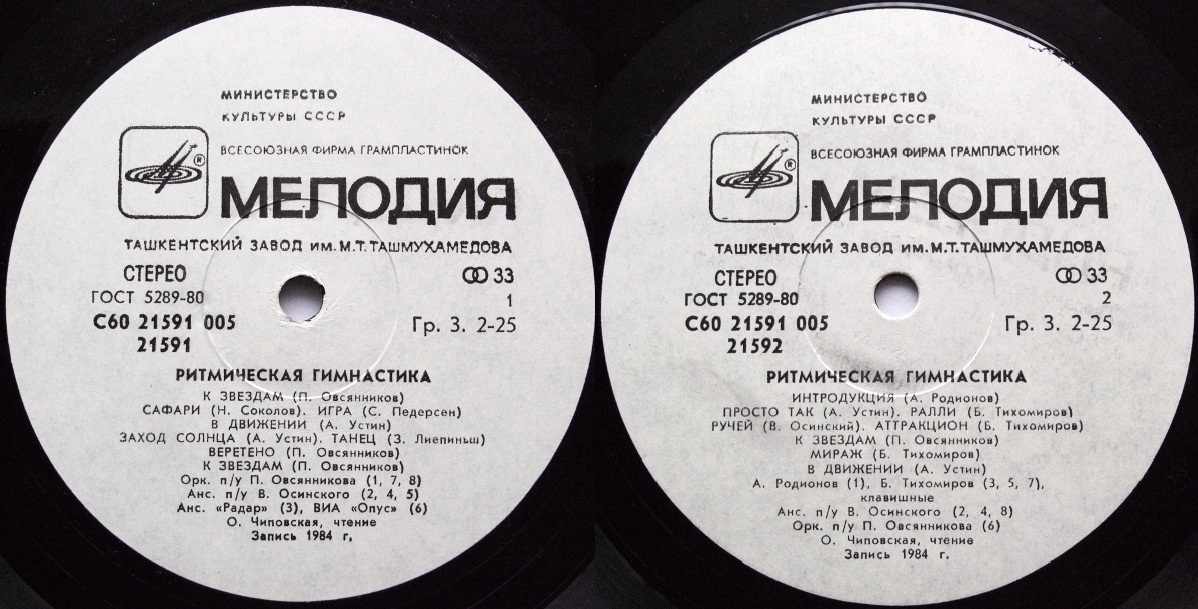 МИНИСТЕРСТВО
КУЛЬТУРЫ СССР
ВСЕСОЮЗНАЯ ФИРМА ГРАМПЛАСТИНОК
®
МЕЛОДИЯ
ТАШКЕНТСКИЙ ЗАВОД ИМ. М.Т. ТАШМУХАМЕДОВА
СТЕРЕО
33
ГОСТ 5289-80
1
С60 21591 005
Гр. 3. 2-25
21591
РИТМИЧЕСКАЯ ГИМНАСТИКА
К ЗВЕЗДАМ (П. Овсянников)
САФАРИ (Н. Соколов). ИГРА (С. Педерсен)
В ДВИЖЕНИИ (А. Устин)
ЗАХОД СОЛНЦА (А. Устин). ТАНЕЦ (З. Лиепиньш)
ВЕРЕТЕНО (П. Овсянников)
К ЗВЕЗДАМ (П. Овсянников)
Орк. п/у П. Овсянникова (1, 7, 8)
Анс. п/у В. Осинского (2, 4, 5)
Анс. «Радар» (3), ВИА «Опус» (6)
О. Чиповская, чтение
Запись 1984 г.
МИНИСТЕРСТВО
КУЛЬТУРЫ СССР
ВСЕСОЮЗНАЯ ФИРМА ГРАМПЛАСТИНОК
®
МЕЛОДИЯ
ТАШКЕНТСКИЙ ЗАВОД ИМ. М.Т. ТАШМУХАМЕДОВА
СТЕРЕО
33
ГОСТ 5289-80
2
С60 21591 005
Гр. 3. 2-25
21592
РИТМИЧЕСКАЯ ГИМНАСТИКА
ИНТРОДУКЦИЯ (А. Родионов)
ПРОСТО ТАК (А. Устин). РАЛЛИ (Б. Тихомиров)
РУЧЕЙ (В. Осинский). АТТРАКЦИОН (Б. Тихомиров)
К ЗВЕЗДАМ (П. Овсянников)
МИРАЖ (Б. Тихомиров)
В ДВИЖЕНИИ (А. Устин)
А. Родионов (1), Б. Тихомиров (3, 5, 7),
клавишные
Анс. п/у В. Осинского (2, 4, 8)
Орк. п/у П. Овсянникова (6)
О. Чиповская, чтение
Запись 1984 г.